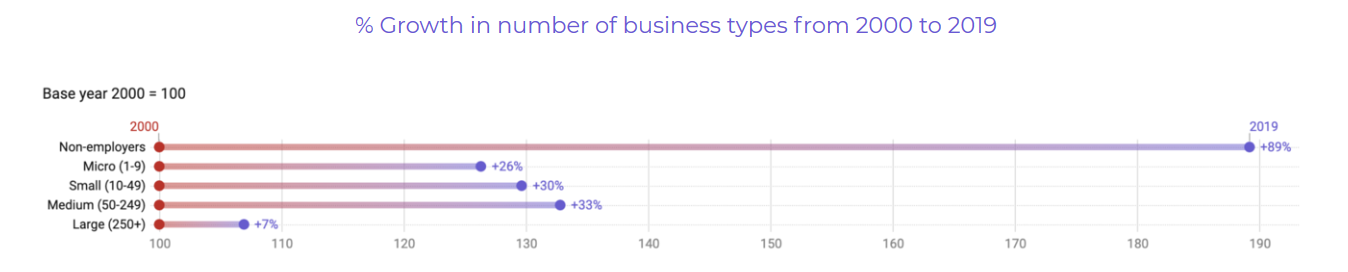 % Growth in number of business types from 2000 to 2019
Base year 2000 = 100
2000 2019
Non-employers +89%
Micro (1-9) +26%
Small (10-49) +30%
Medium (50-249) +33%
Large (250+) +7%
100 110 120 130 140 150 160 170 180 190